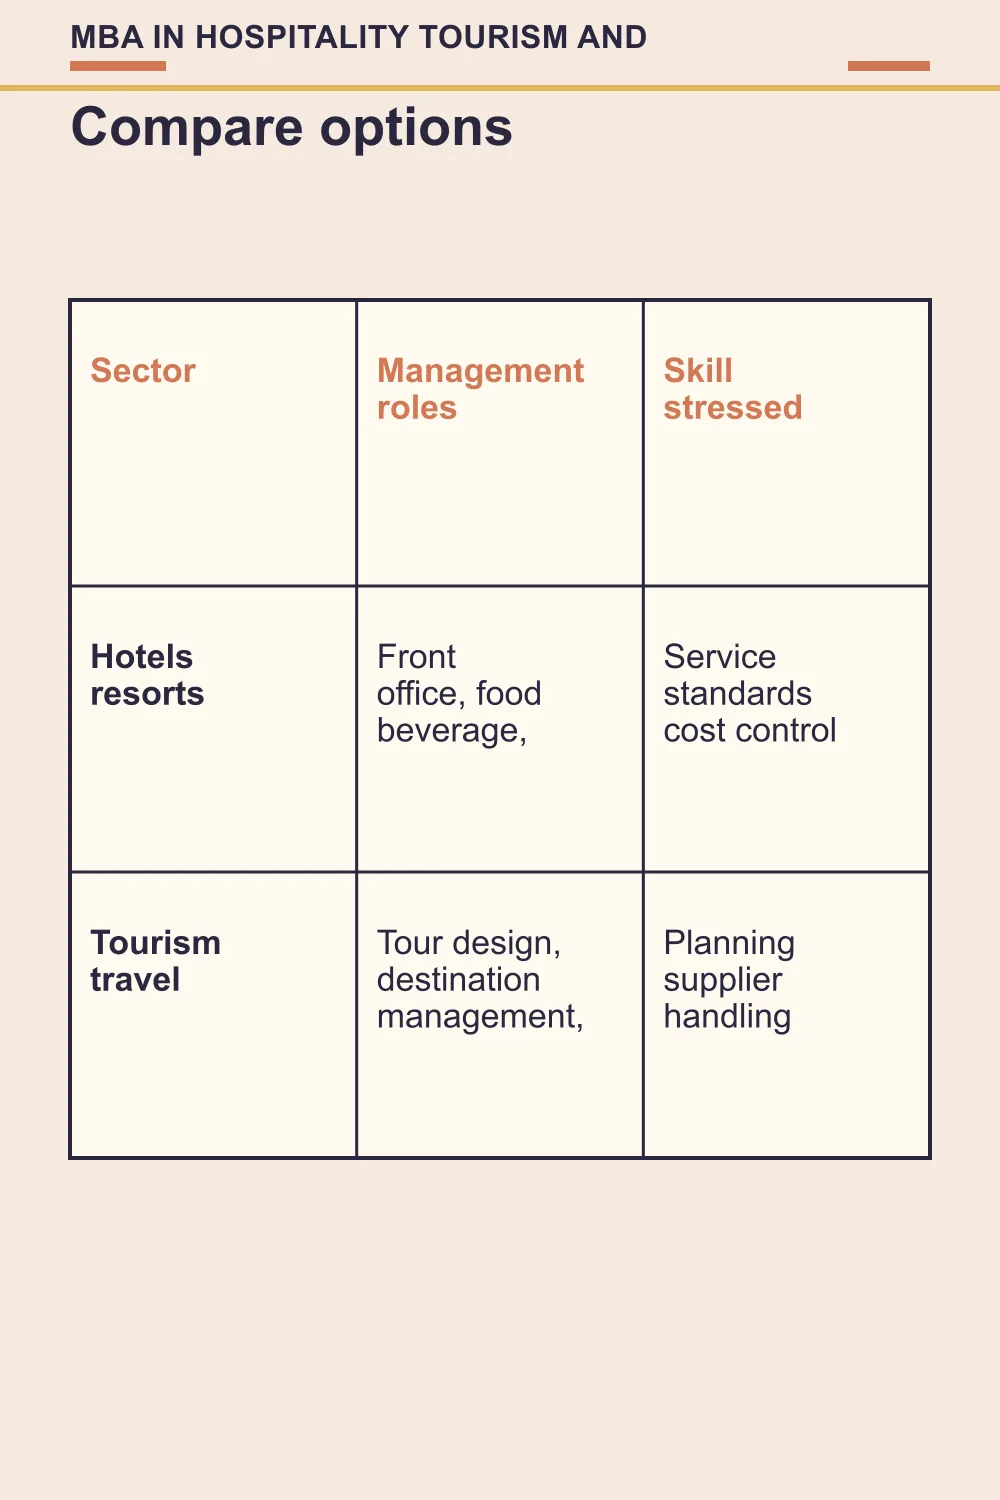 MBA IN HOSPITALITY TOURISM AND
Compare options
Sector
Management
roles
Skill
stressed
Hotels
resorts
Front
office, food
beverage,
Service
standards
cost control
Tourism
travel
Tour design,
destination
management,
Planning
supplier
handling